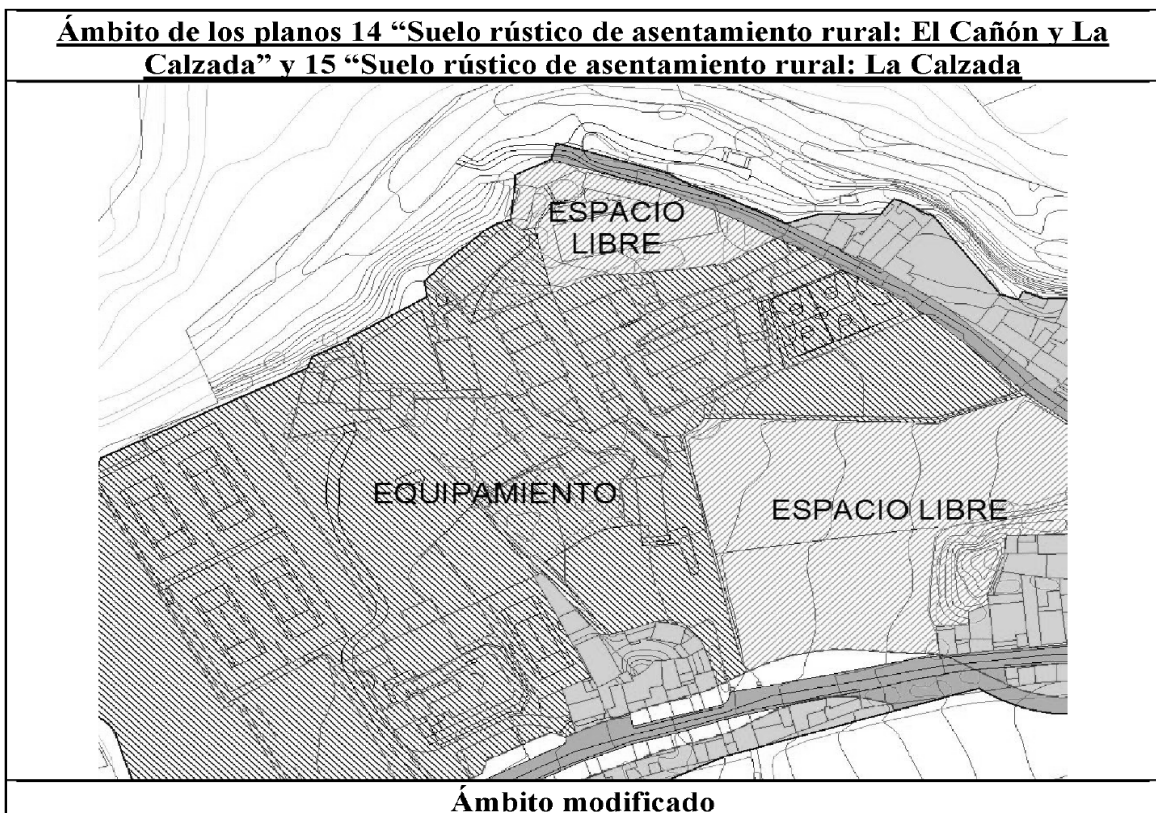 Ámbito de los planos 14 “Suelo rústico de asentamiento rural: El Cañón y La
Calzada” y 15 “Suelo rústico de asentamiento rural: La Calzada
ESPACIO
LIBRE
EQUIPAMIENTO
ESPACIO LIBRE
Ámbito modificado